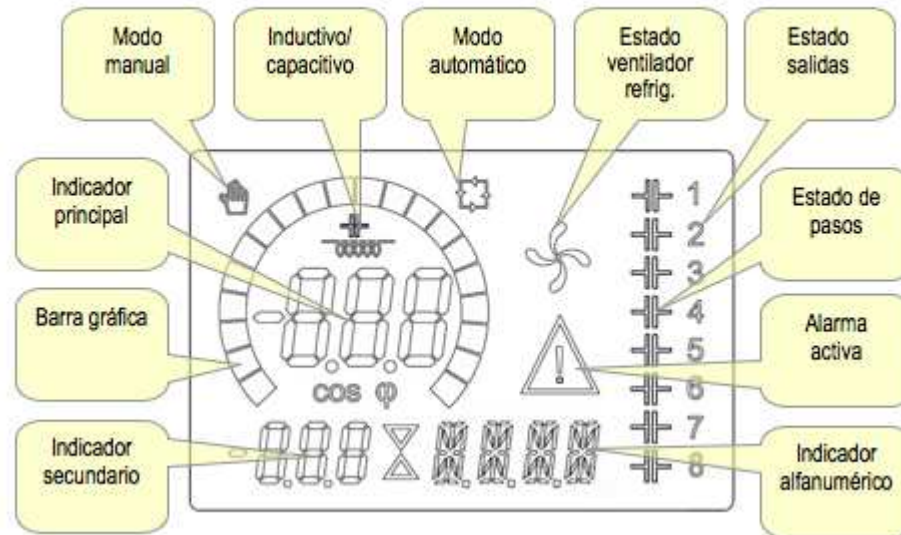 Modo
manual
Inductivo/
capacitivo
Modo
automático
Estado
ventilador
refrig.
Estado
salidas
Indicador
principal
Estado de
pasos
Barra gráfica
Alarma
activa
Indicador
secundario
Indicador
alfanumérico
cos φ
1
2
3
4
5
6
7
8